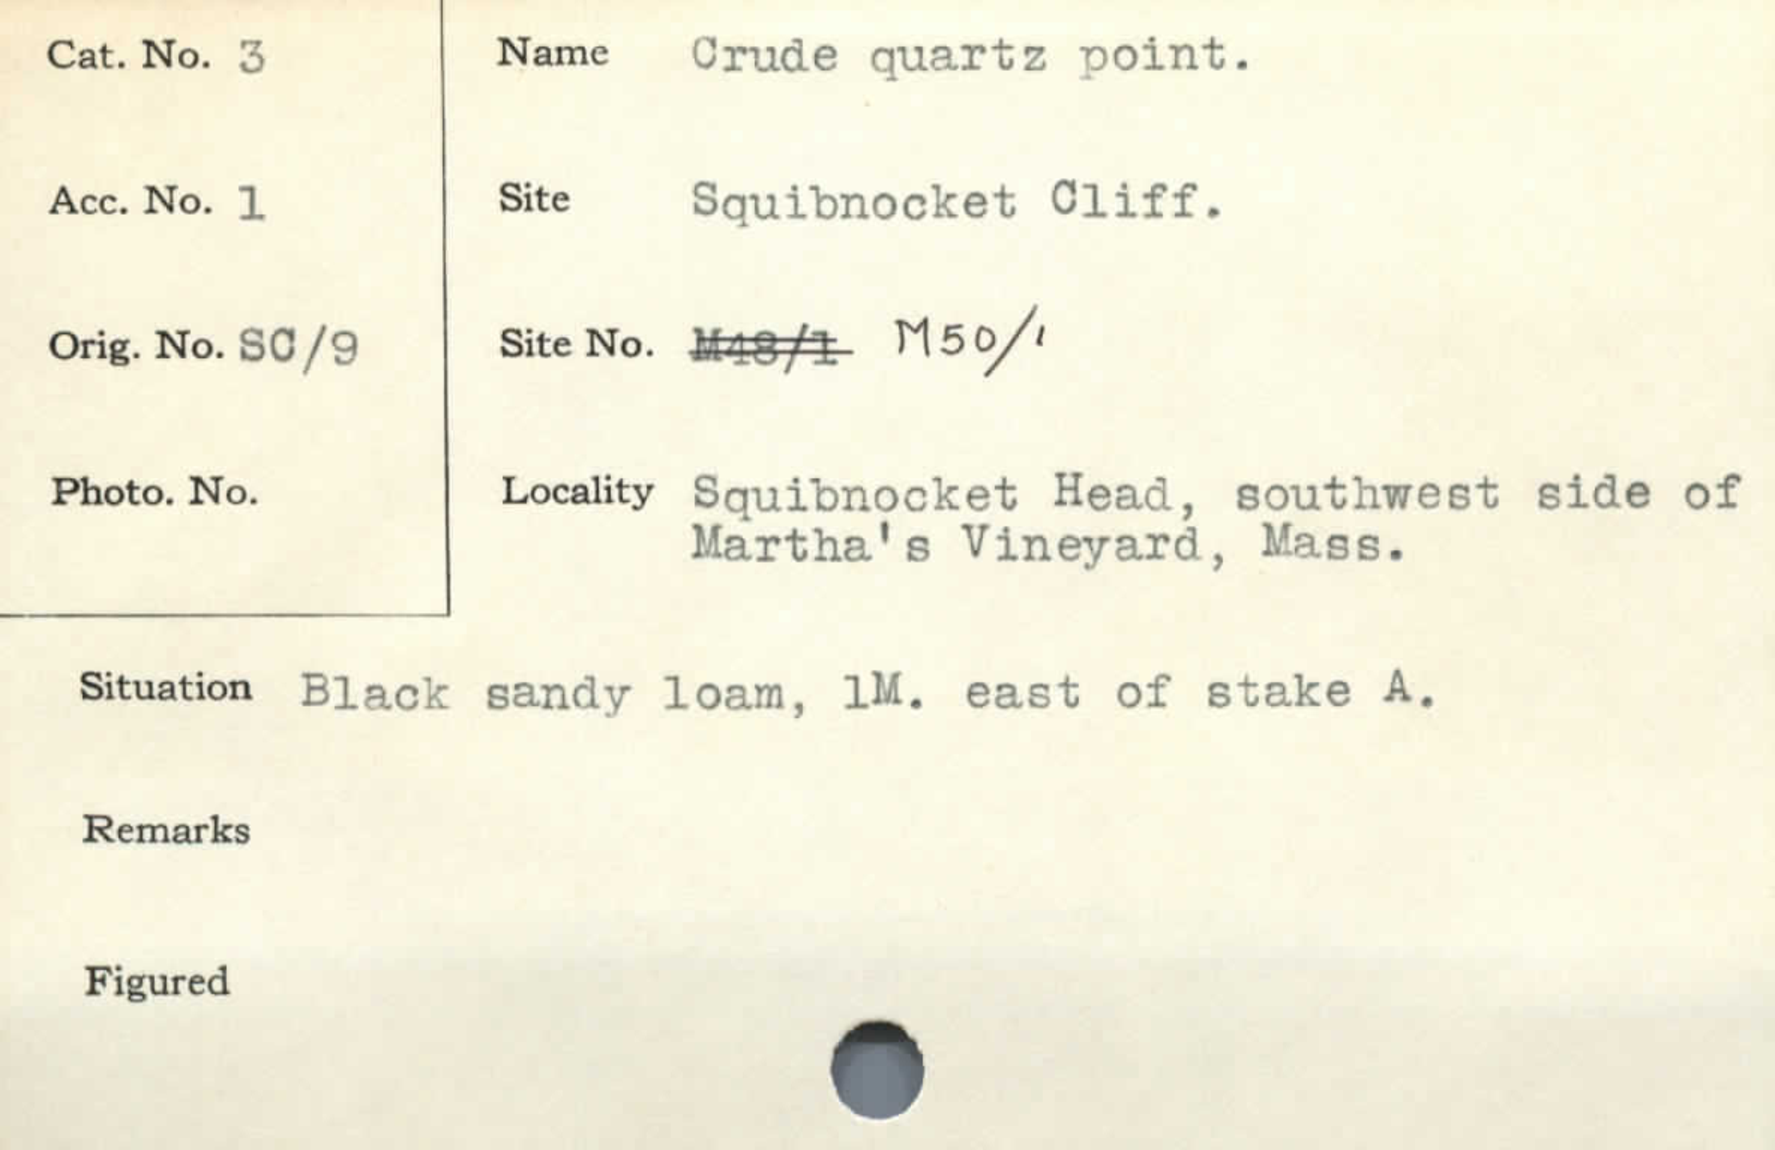 Cat. No. 3
Name Crude quartz point.
Acc. No. 1
Site Squibnocket Cliff.
Orig. No. SC/9
Site No. M48/1 M50/1
Photo. No.
Locality Squibnocket Head, southwest side of
Martha's Vineyard, Mass.
Situation Black sandy loam, 1M. east of stake A.
Remarks
Figured